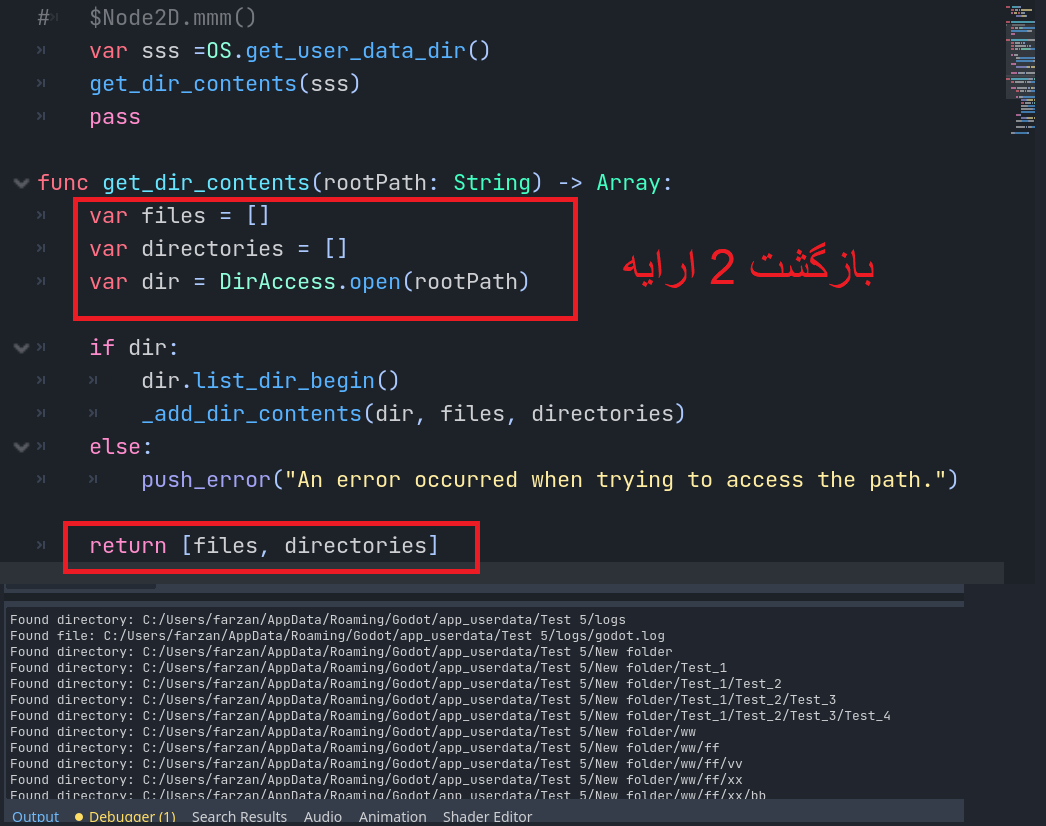 #    $Node2D.mmm()
var sss =OS.get_user_data_dir()
get_dir_contents(sss)
pass
func get_dir_contents(rootPath: String) -> Array:
var files = []
var directories = []
var dir = DirAccess.open(rootPath)
بازگشت 2 ارایه
if dir:
dir.list_dir_begin()
_add_dir_contents(dir, files, directories)
else:
push_error("An error occurred when trying to access the path.")
return [files, directories]
Found directory: C:/Users/farzan/AppData/Roaming/Godot/app_userdata/Test 5/logs
Found file: C:/Users/farzan/AppData/Roaming/Godot/app_userdata/Test 5/logs/godot.log
Found directory: C:/Users/farzan/AppData/Roaming/Godot/app_userdata/Test 5/New folder
Found directory: C:/Users/farzan/AppData/Roaming/Godot/app_userdata/Test 5/New folder/Test_1
Found directory: C:/Users/farzan/AppData/Roaming/Godot/app_userdata/Test 5/New folder/Test_1/Test_2
Found directory: C:/Users/farzan/AppData/Roaming/Godot/app_userdata/Test 5/New folder/Test_1/Test_2/Test_3
Found directory: C:/Users/farzan/AppData/Roaming/Godot/app_userdata/Test 5/New folder/Test_1/Test_2/Test_3/Test_4
Found directory: C:/Users/farzan/AppData/Roaming/Godot/app_userdata/Test 5/New folder/ww
Found directory: C:/Users/farzan/AppData/Roaming/Godot/app_userdata/Test 5/New folder/ww/ff
Found directory: C:/Users/farzan/AppData/Roaming/Godot/app_userdata/Test 5/New folder/ww/ff/vv
Found directory: C:/Users/farzan/AppData/Roaming/Godot/app_userdata/Test 5/New folder/ww/ff/xx
Found directory: C:/Users/farzan/AppData/Roaming/Godot/app_userdata/Test 5/New folder/ww/ff/xx/bb
Output Debugger (1) Search Results Audio Animation Shader Editor